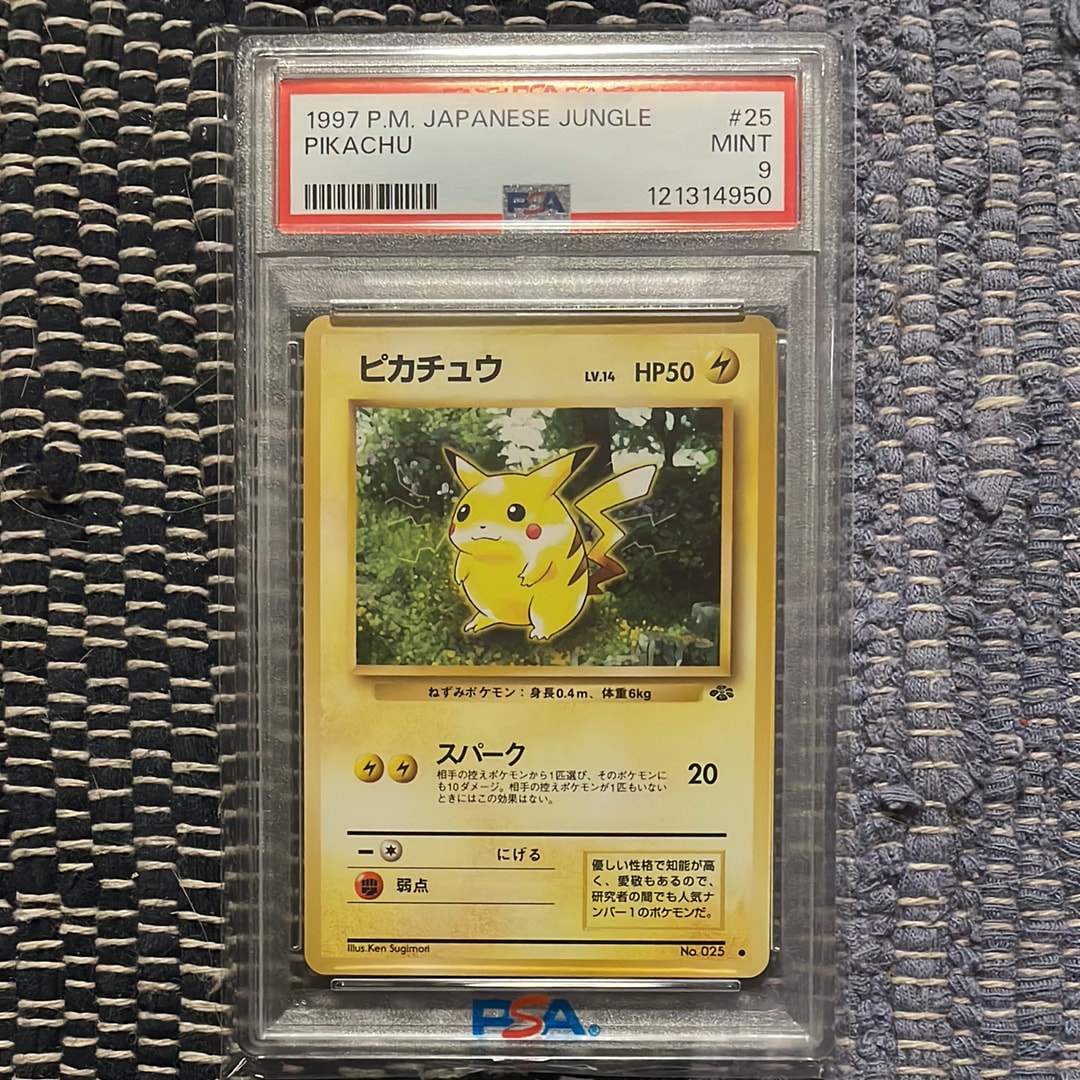 1997 P.M. JAPANESE JUNGLE #25
PIKACHU MINT
9
PSA 121314950
ピカチュウ LV.14 HP50
ねずみポケモン：身長0.4m、体重6kg
スパーク 20
相手の控えポケモンから1匹選び、そのポケモンに
も10ダメージ。相手の控えポケモンが1匹もいない
ときにはこの効果はない。
にげる
弱点
優しい性格で知能が高
く、愛敬もあるので、
研究者の間でも人気ナ
ンバー1のポケモンだ。
Illus.Ken Sugimori No. 025 ●
PSA®